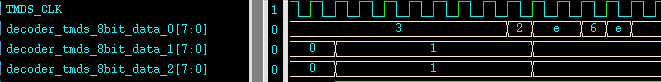 TMDS_CLK 1
decoder_tmds_8bit_data_0[7:0] 0 3 2 e 6 e
decoder_tmds_8bit_data_1[7:0] 0 0 1
decoder_tmds_8bit_data_2[7:0] 0 0 1